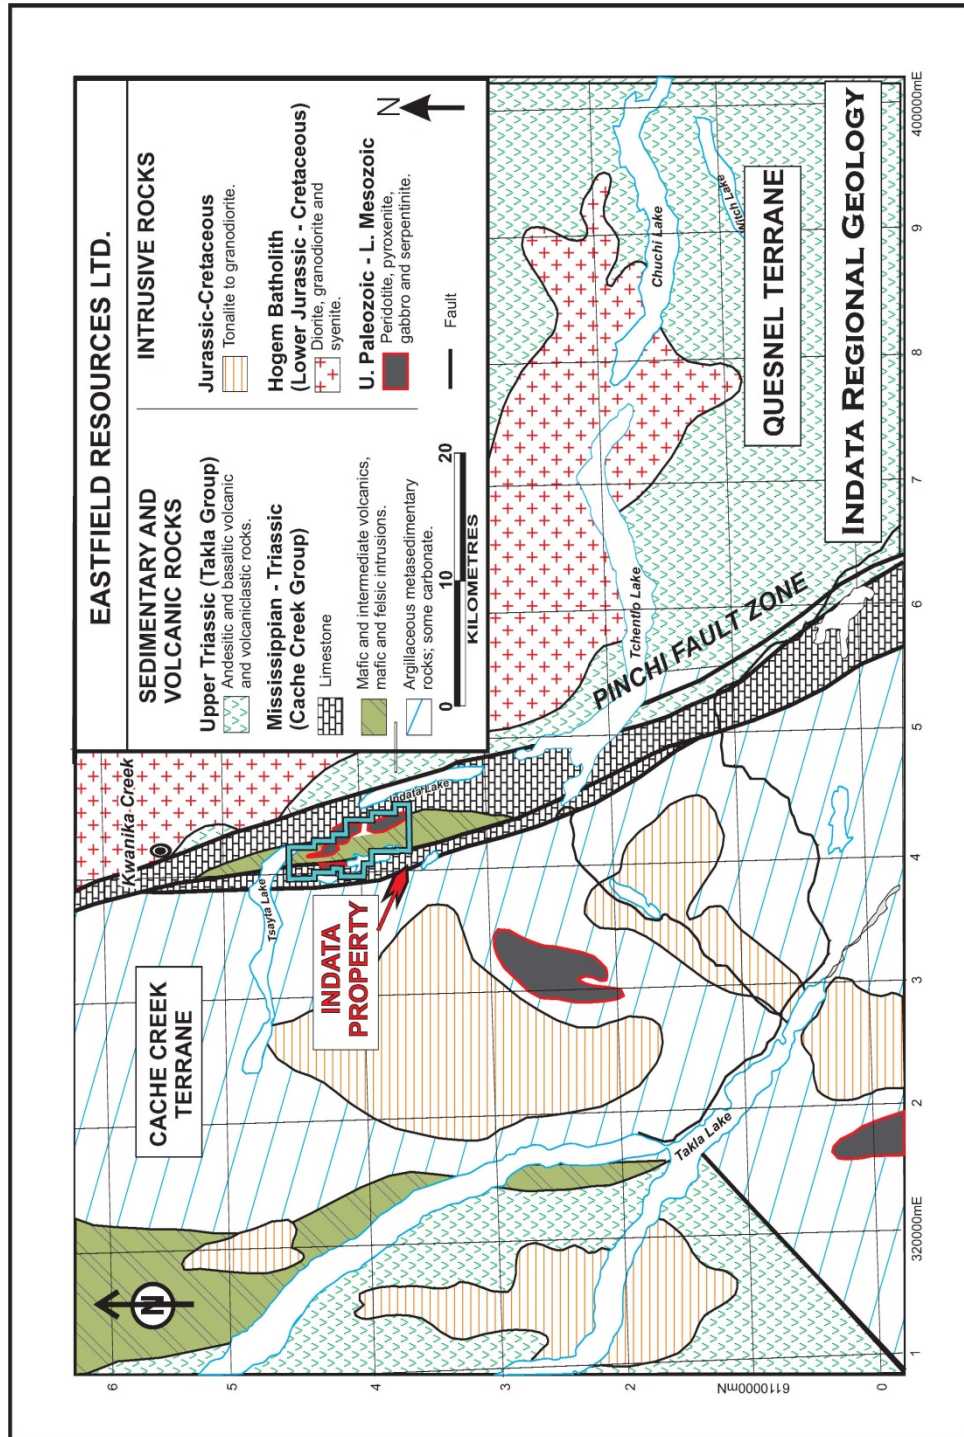 EASTFIELD RESOURCES LTD.
SEDIMENTARY AND
VOLCANIC ROCKS
Upper Triassic (Takla Group)
Andesitic and basaltic volcanic
and volcaniclastic rocks.
Mississippian - Triassic
(Cache Creek Group)
Limestone
Mafic and intermediate volcanics,
mafic and felsic intrusions.
Argillaceous metasedimentary
rocks; some carbonate.
INTRUSIVE ROCKS
Jurassic-Cretaceous
Tonalite to granodiorite.
Hogem Batholith
(Lower Jurassic - Cretaceous)
Diorite, granodiorite and
syenite.
U. Paleozoic - L. Mesozoic
Peridotite, pyroxenite,
gabbro and serpentinite.
Fault
N
0 10 20
KILOMETRES
Kwanika Creek
Tsayta Lake
Indata Lake
INDATA
PROPERTY
CACHE CREEK
TERRANE
N
Takla Lake
Tchentlo Lake
PINCHI FAULT ZONE
Chuchi Lake
Nitch Lake
QUESNEL TERRANE
INDATA REGIONAL GEOLOGY
6
5
4
3
2
6110000mN
0
1
320000mE
2
3
4
5
6
7
8
9
400000mE